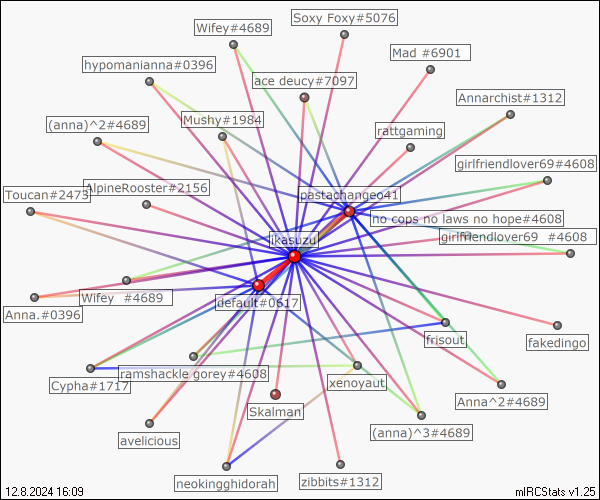 Soxy Foxy#5076
Wifey#4689
Mad #6901
hypomanianna#0396
ace deucy#7097
Annarchist#1312
Mushy#1984
(anna)^2#4689
rattgaming
girlfriendlover69#4608
AlpineRooster#2156
Toucan#2473
pastachangeo41
no cops no laws no hope#4608
ikasuzu
girlfriendlover69 #4608
Wifey #4689
default#0617
Anna.#0396
frisout
fakedingo
ramshackle gorey#4608
Cypha#1717
xenoyaut
Anna^2#4689
Skalman
(anna)^3#4689
avelicious
neokingghidorah
zibbits#1312
12.8.2024 16:09
mIRCStats v1.25